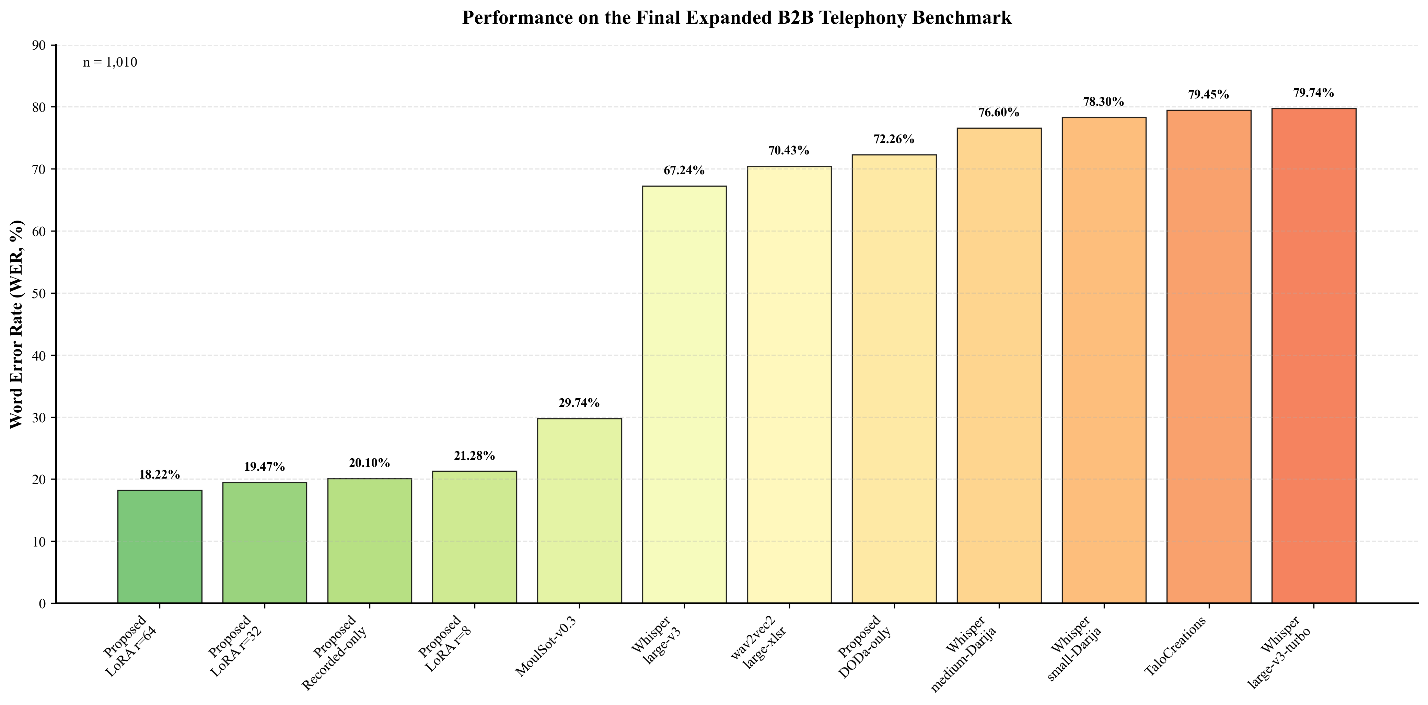 Performance on the Final Expanded B2B Telephony Benchmark
n = 1,010
Word Error Rate (WER, %)
90
80
70
60
50
40
30
20
10
0
18.22%
19.47%
20.10%
21.28%
29.74%
67.24%
70.43%
72.26%
76.60%
78.30%
79.45%
79.74%
Proposed
LoRA r=64
Proposed
LoRA r=32
Proposed
Recorded-only
Proposed
LoRA r=8
MoulSot-v0.3
Whisper
large-v3
wav2vec2
large-xlsr
Proposed
DODa-only
Whisper
medium-Darija
Whisper
small-Darija
TaloCreations
Whisper
large-v3-turbo